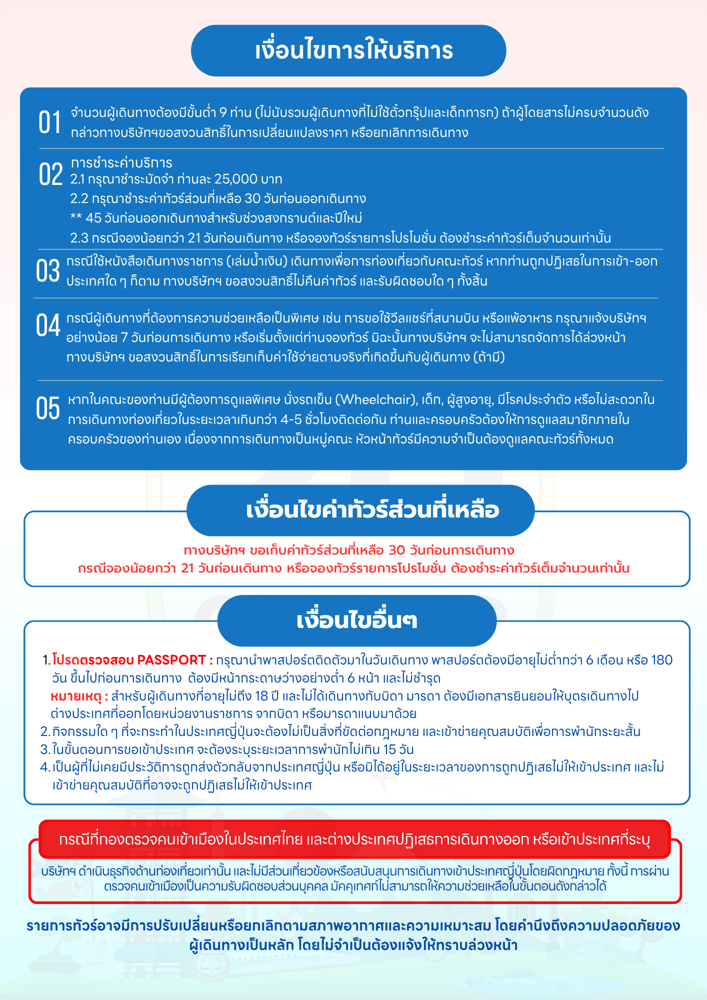 เงื่อนไขการให้บริการ
01 จำนวนผู้เดินทางต้องมีขั้นต่ำ 9 ท่าน (ไม่นับรวมผู้เดินทางที่ไม่ใช้ตั๋วกรุ๊ปและเด็กทารก) ถ้าผู้โดยสารไม่ครบจำนวนดัง
กล่าวทางบริษัทฯขอสงวนสิทธิ์ในการเปลี่ยนแปลงราคา หรือยกเลิกการเดินทาง
02 การชำระค่าบริการ
2.1 กรุณาชำระมัดจำ ท่านละ 25,000 บาท
2.2 กรุณาชำระค่าทัวร์ส่วนที่เหลือ 30 วันก่อนออกเดินทาง
** 45 วันก่อนออกเดินทางสำหรับช่วงสงกรานต์และปีใหม่
2.3 กรณีจองน้อยกว่า 21 วันก่อนเดินทาง หรือจองทัวร์รายการโปรโมชั่น ต้องชำระค่าทัวร์เต็มจำนวนเท่านั้น
03 กรณีใช้หนังสือเดินทางราชการ (เล่มน้ำเงิน) เดินทางเพื่อการท่องเที่ยวกับคณะทัวร์ หากท่านถูกปฏิเสธในการเข้า-ออก
ประเทศใด ๆ ก็ตาม ทางบริษัทฯ ขอสงวนสิทธิ์ไม่คืนค่าทัวร์ และรับผิดชอบใด ๆ ทั้งสิ้น
04 กรณีผู้เดินทางที่ต้องการความช่วยเหลือเป็นพิเศษ เช่น การขอใช้วีลแชร์ที่สนามบิน หรือแพ้อาหาร กรุณาแจ้งบริษัทฯ
อย่างน้อย 7 วันก่อนการเดินทาง หรือเริ่มตั้งแต่ท่านจองทัวร์ มิฉะนั้นทางบริษัทฯ จะไม่สามารถจัดการได้ล่วงหน้า
ทางบริษัทฯ ขอสงวนสิทธิ์ในการเรียกเก็บค่าใช้จ่ายตามจริงที่เกิดขึ้นกับผู้เดินทาง (ถ้ามี)
05 หากในคณะของท่านมีผู้ต้องการดูแลพิเศษ นั่งรถเข็น (Wheelchair), เด็ก, ผู้สูงอายุ, มีโรคประจำตัว หรือไม่สะดวกใน
การเดินทางท่องเที่ยวในระยะเวลาเกินกว่า 4-5 ชั่วโมงติดต่อกัน ท่านและครอบครัวต้องให้การดูแลสมาชิกภายใน
ครอบครัวของท่านเอง เนื่องจากการเดินทางเป็นหมู่คณะ หัวหน้าทัวร์มีความจำเป็นต้องดูแลคณะทัวร์ทั้งหมด
เงื่อนไขค่าทัวร์ส่วนที่เหลือ
ทางบริษัทฯ ขอเก็บค่าทัวร์ส่วนที่เหลือ 30 วันก่อนการเดินทาง
กรณีจองน้อยกว่า 21 วันก่อนเดินทาง หรือจองทัวร์รายการโปรโมชั่น ต้องชำระค่าทัวร์เต็มจำนวนเท่านั้น
เงื่อนไขอื่นๆ
1. โปรดตรวจสอบ PASSPORT : กรุณานำพาสปอร์ตติดตัวมาในวันเดินทาง พาสปอร์ตต้องมีอายุไม่ต่ำกว่า 6 เดือน หรือ 180
วัน ขึ้นไปก่อนการเดินทาง ต้องมีหน้ากระดาษว่างอย่างต่ำ 6 หน้า และไม่ชำรุด
หมายเหตุ : สำหรับผู้เดินทางที่อายุไม่ถึง 18 ปี และไม่ได้เดินทางกับบิดา มารดา ต้องมีเอกสารยินยอมให้บุตรเดินทางไป
ต่างประเทศที่ออกโดยหน่วยงานราชการ จากบิดา หรือมารดาแนบมาด้วย
2. กิจกรรมใด ๆ ที่จะกระทำในประเทศญี่ปุ่นจะต้องไม่เป็นสิ่งที่ขัดต่อกฎหมาย และเข้าข่ายคุณสมบัติเพื่อการพำนักระยะสั้น
3. ในขั้นตอนการขอเข้าประเทศ จะต้องระบุระยะเวลาการพำนักไม่เกิน 15 วัน
4. เป็นผู้ที่ไม่เคยมีประวัติการถูกส่งตัวกลับจากประเทศญี่ปุ่น หรือมิได้อยู่ในระยะเวลาของการถูกปฏิเสธไม่ให้เข้าประเทศ และไม่
เข้าข่ายคุณสมบัติที่อาจจะถูกปฏิเสธไม่ให้เข้าประเทศ
กรณีที่กองตรวจคนเข้าเมืองในประเทศไทย และต่างประเทศปฏิเสธการเดินทางออก หรือเข้าประเทศที่ระบุ
บริษัทฯ ดำเนินธุรกิจด้านท่องเที่ยวเท่านั้น และไม่มีส่วนเกี่ยวข้องหรือสนับสนุนการเดินทางเข้าประเทศญี่ปุ่นโดยผิดกฎหมาย ทั้งนี้ การผ่าน
ตรวจคนเข้าเมืองเป็นความรับผิดชอบส่วนบุคคล มัคคุเทศก์ไม่สามารถให้ความช่วยเหลือในขั้นตอนดังกล่าวได้
รายการทัวร์อาจมีการปรับเปลี่ยนหรือยกเลิกตามสภาพอากาศและความเหมาะสม โดยคำนึงถึงความปลอดภัยของ
ผู้เดินทางเป็นหลัก โดยไม่จำเป็นต้องแจ้งให้ทราบล่วงหน้า